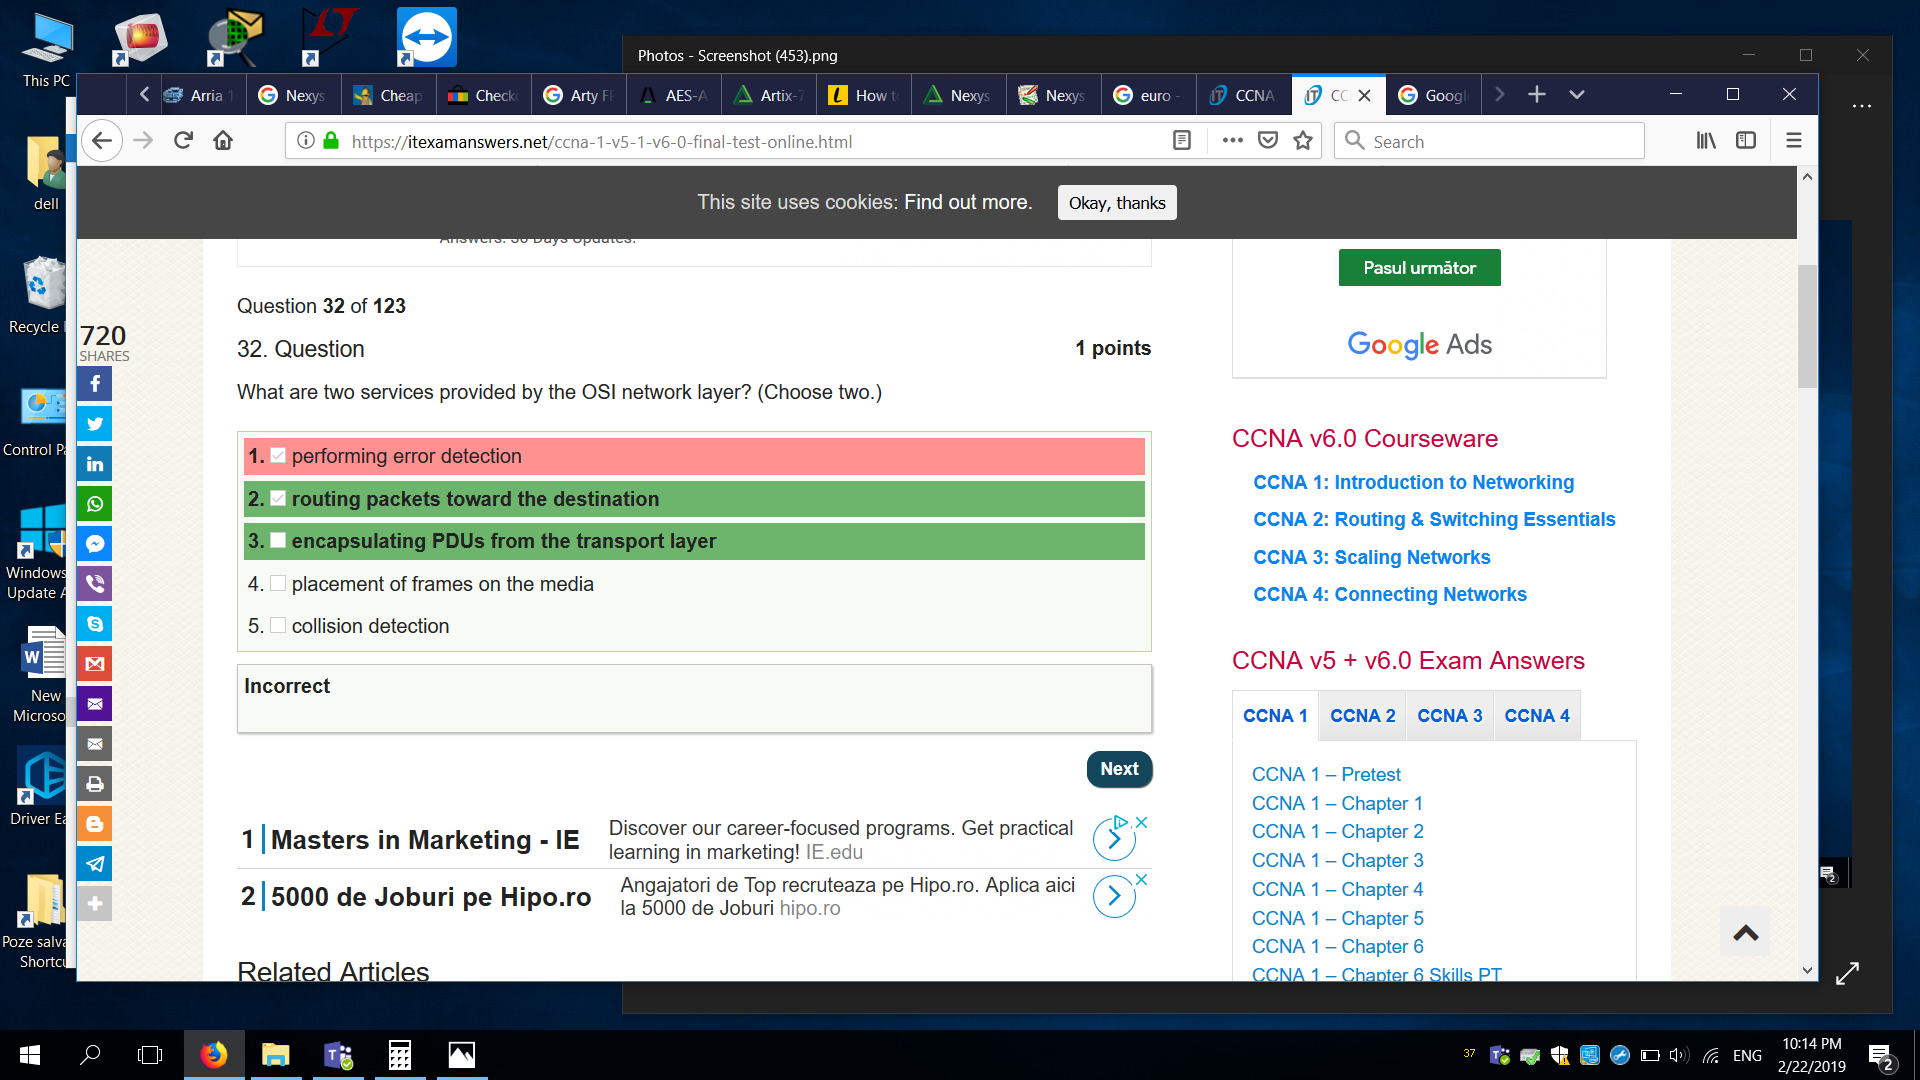 This PC
dell
Recycle
Control Pa
Windows
Update A
New
Microso
Driver Ea
Poze salva
Shortcu
Photos - Screenshot (453).png
Arria 1
Nexys
Cheap
Check
Arty F
AES-A
Artix-7
How t
Nexys
Nexys
euro -
CCNA
CC
Googl
https://itexamanswers.net/ccna-1-v5-1-v6-0-final-test-online.html
Search
This site uses cookies: Find out more.
Okay, thanks
Answers. 30 Days Updates.
Question 32 of 123
32. Question
1 points
What are two services provided by the OSI network layer? (Choose two.)
1. performing error detection
2. routing packets toward the destination
3. encapsulating PDUs from the transport layer
4. placement of frames on the media
5. collision detection
Incorrect
Next
720
SHARES
1 Masters in Marketing - IE
Discover our career-focused programs. Get practical
learning in marketing! IE.edu
2 5000 de Joburi pe Hipo.ro
Angajatori de Top recruteaza pe Hipo.ro. Aplica aici
la 5000 de Joburi hipo.ro
Related Articles
Pasul următor
Google Ads
CCNA v6.0 Courseware
CCNA 1: Introduction to Networking
CCNA 2: Routing & Switching Essentials
CCNA 3: Scaling Networks
CCNA 4: Connecting Networks
CCNA v5 + v6.0 Exam Answers
CCNA 1
CCNA 2
CCNA 3
CCNA 4
CCNA 1 – Pretest
CCNA 1 – Chapter 1
CCNA 1 – Chapter 2
CCNA 1 – Chapter 3
CCNA 1 – Chapter 4
CCNA 1 – Chapter 5
CCNA 1 – Chapter 6
CCNA 1 – Chapter 6 Skills PT
2
37
ENG
10:14 PM
2/22/2019
2